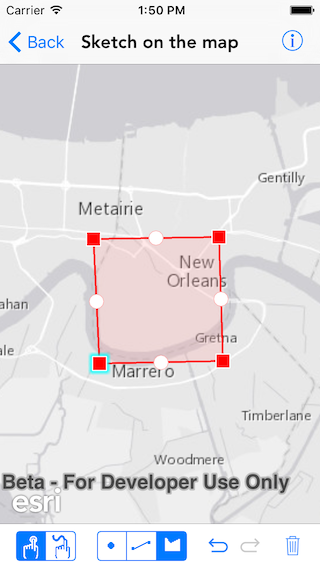 Carrier 1:50 PM
Back Sketch on the map
Gentilly
Metairie
New
Orleans
ahan
Gretna
ale
Marrero
Timberlane
Woodmere
Beta - For Developer Use Only
esri